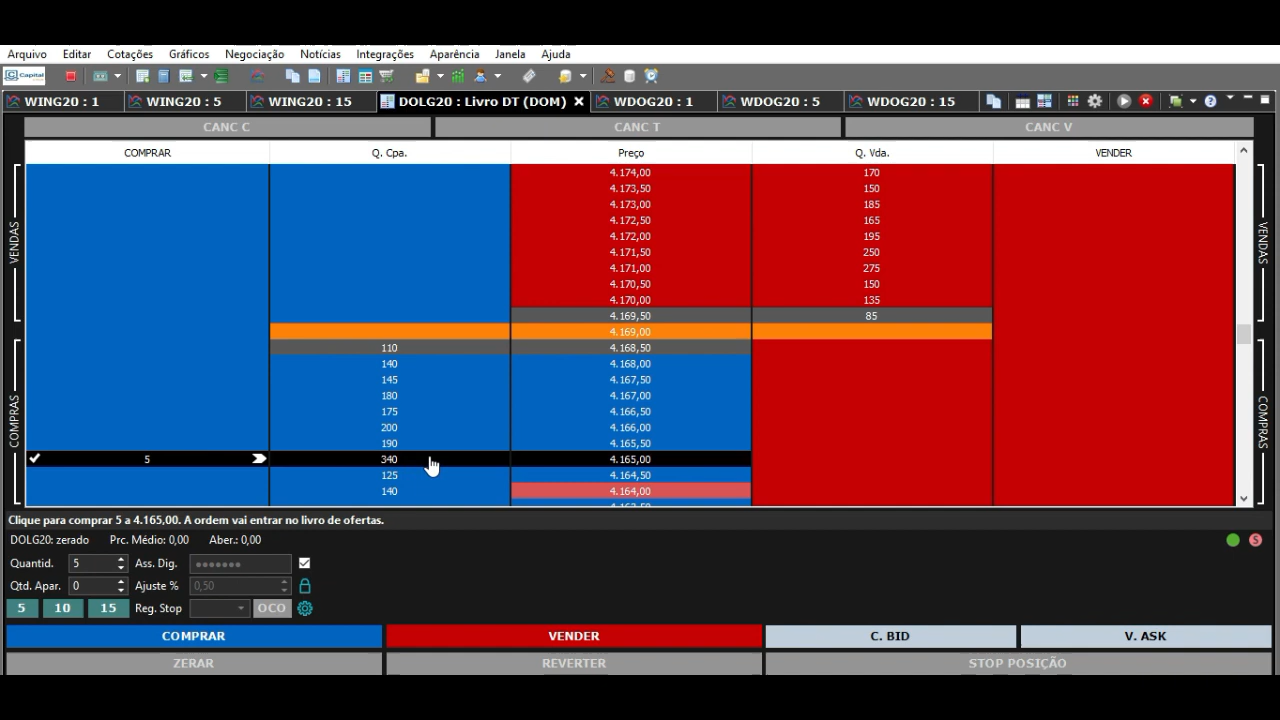 Arquivo Editar Cotações Gráficos Negociação Notícias Integrações Aparência Janela Ajuda
Capital
WING20 : 1 WING20 : 5 WING20 : 15 DOLG20 : Livro DT (DOM) WDOG20 : 1 WDOG20 : 5 WDOG20 : 15
CANC C CANC T CANC V
COMPRAR Q. Cpa. Preço Q. Vda. VENDER
4.174,00 170
4.173,50 150
4.173,00 185
4.172,50 165
4.172,00 195
4.171,50 250
4.171,00 275
4.170,50 150
4.170,00 135
4.169,50 85
4.169,00
110 4.168,50
140 4.168,00
145 4.167,50
180 4.167,00
175 4.166,50
200 4.166,00
190 4.165,50
5 340 4.165,00
125 4.164,50
140 4.164,00
VENDAS VENDAS
COMPRAS COMPRAS
Clique para comprar 5 a 4.165,00. A ordem vai entrar no livro de ofertas.
DOLG20: zerado Prc. Médio: 0,00 Aber.: 0,00 S
Quantid. 5 Ass. Dig. •••••••
Qtd. Apar. 0 Ajuste % 0,50
5 10 15 Reg. Stop OCO
COMPRAR VENDER C. BID V. ASK
ZERAR REVERTER STOP POSIÇÃO